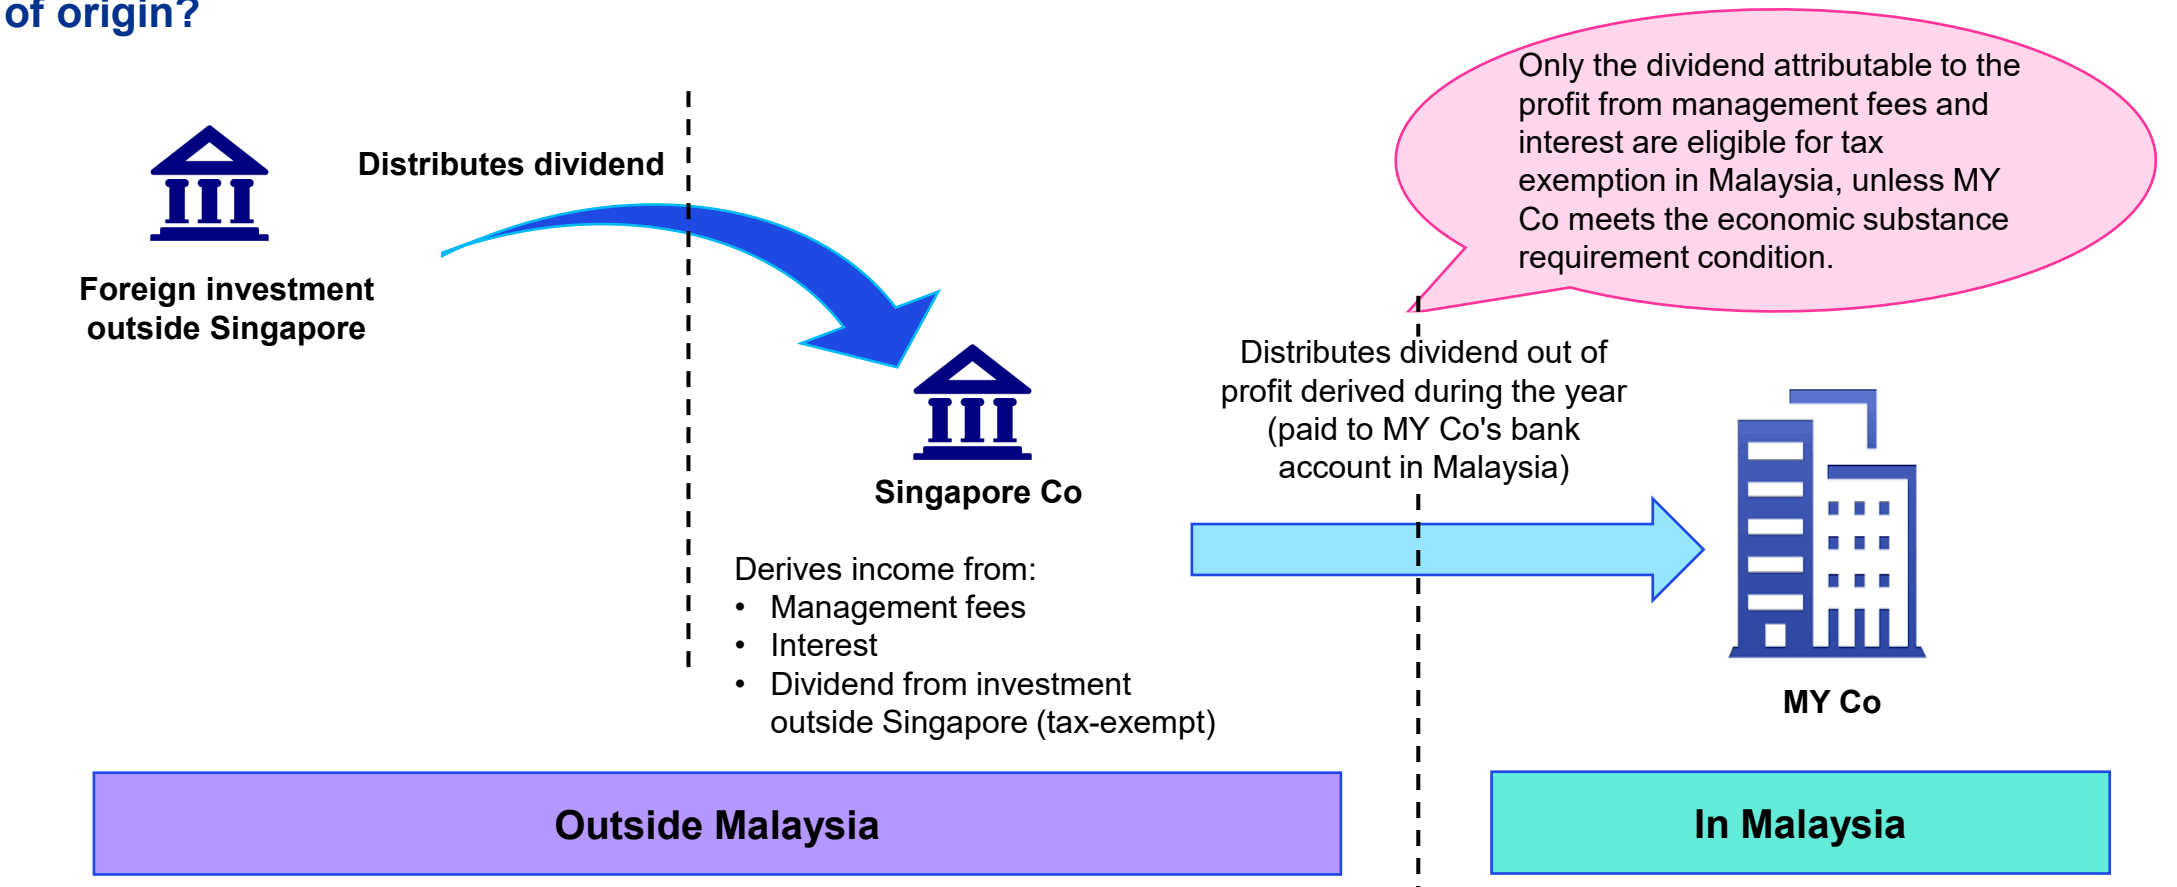 of origin?
Distributes dividend
Foreign investment
outside Singapore
Only the dividend attributable to the
profit from management fees and
interest are eligible for tax
exemption in Malaysia, unless MY
Co meets the economic substance
requirement condition.
Singapore Co
Derives income from:
• Management fees
• Interest
• Dividend from investment
outside Singapore (tax-exempt)
Distributes dividend out of
profit derived during the year
(paid to MY Co's bank
account in Malaysia)
MY Co
Outside Malaysia
In Malaysia